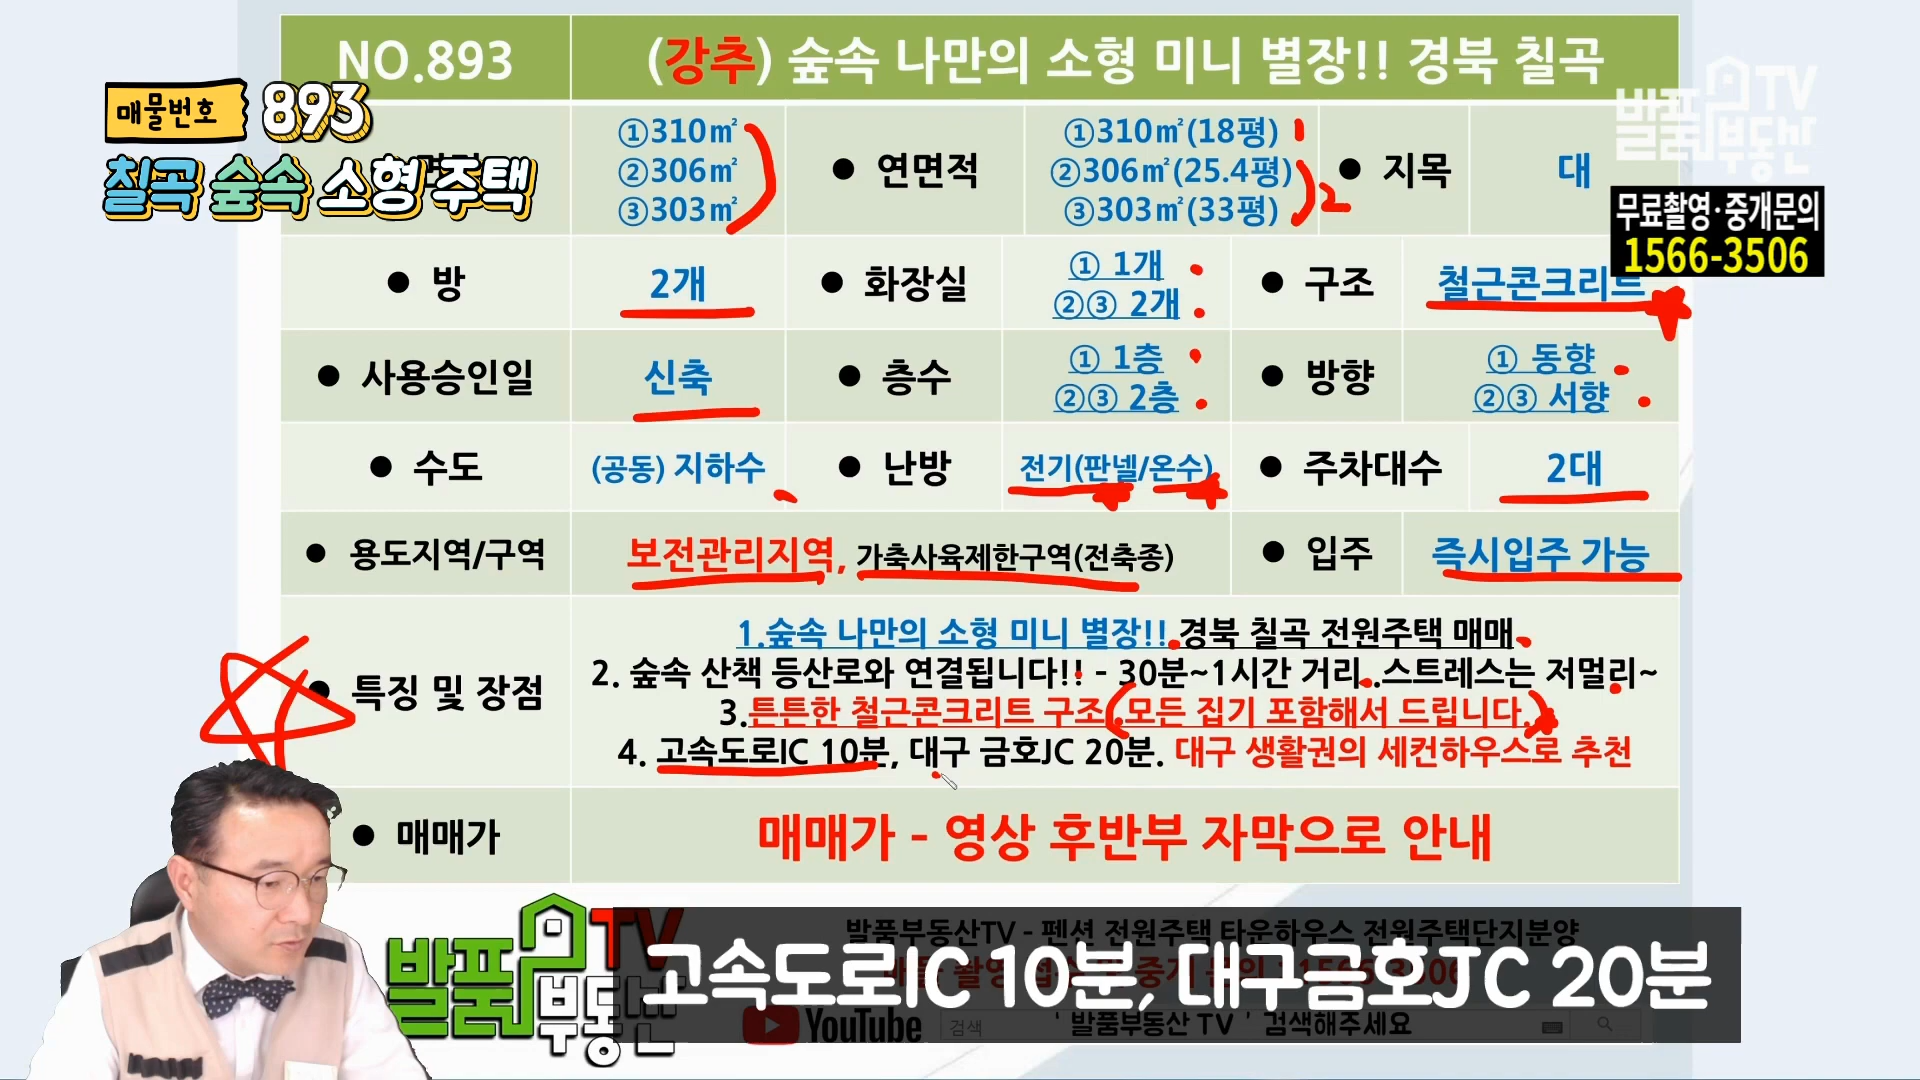 NO.893
(강추) 숲속 나만의 소형 미니 별장!! 경북 칠곡
매물번호 893
칠곡 숲속 소형 주택
①310㎡
②306㎡
③303㎡
● 연면적
①310㎡(18평)
②306㎡(25.4평)
③303㎡(33평)
● 지목
대
발품부동산TV
무료촬영·중개문의
1566-3506
● 방
2개
● 화장실
① 1개
②③ 2개
● 구조
철근콘크리트
● 사용승인일
신축
● 층수
① 1층
②③ 2층
● 방향
① 동향
②③ 서향
● 수도
(공동) 지하수
● 난방
전기(판넬/온수)
● 주차대수
2대
● 용도지역/구역
보전관리지역, 가축사육제한구역(전축종)
● 입주
즉시입주 가능
● 특징 및 장점
1.숲속 나만의 소형 미니 별장!! 경북 칠곡 전원주택 매매
2. 숲속 산책 등산로와 연결됩니다!! - 30분~1시간 거리..스트레스는 저멀리~
3.튼튼한 철근콘크리트 구조.모든 집기 포함해서 드립니다.
4. 고속도로IC 10분, 대구 금호JC 20분. 대구 생활권의 세컨하우스로 추천
● 매매가
매매가 - 영상 후반부 자막으로 안내
발품부동산TV
발품부동산TV - 펜션 전원주택 타운하우스 전원주택단지분양
고속도로IC 10분, 대구금호JC 20분
YouTube
검색
' 발품부동산 TV ' 검색해주세요